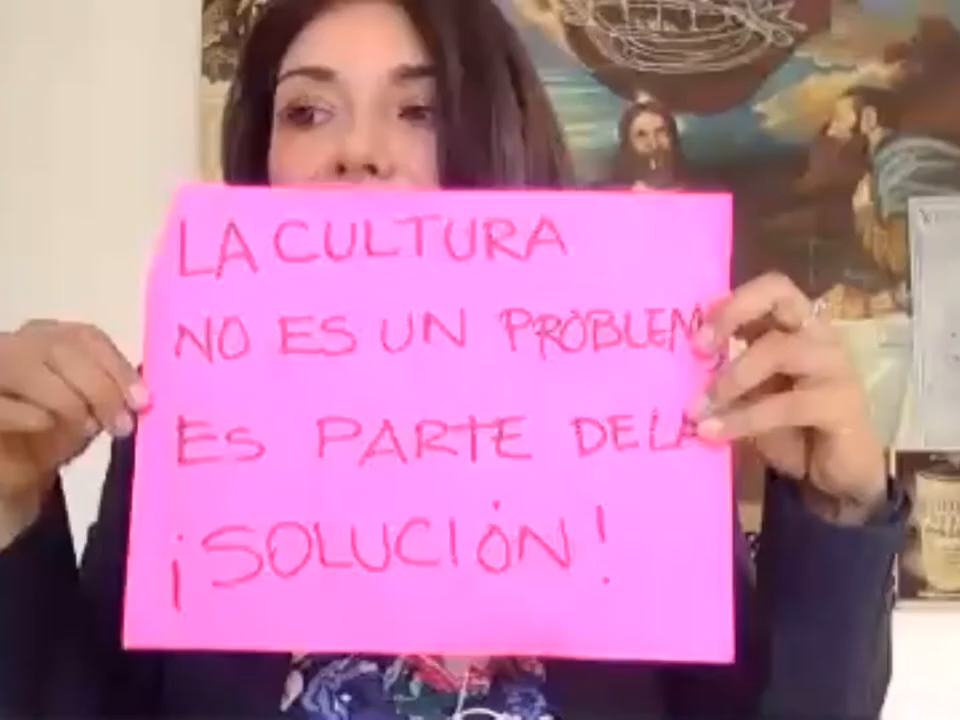 LA CULTURA
NO ES UN PROBLEM
ES PARTE DE LA
¡SOLUCIÓN!